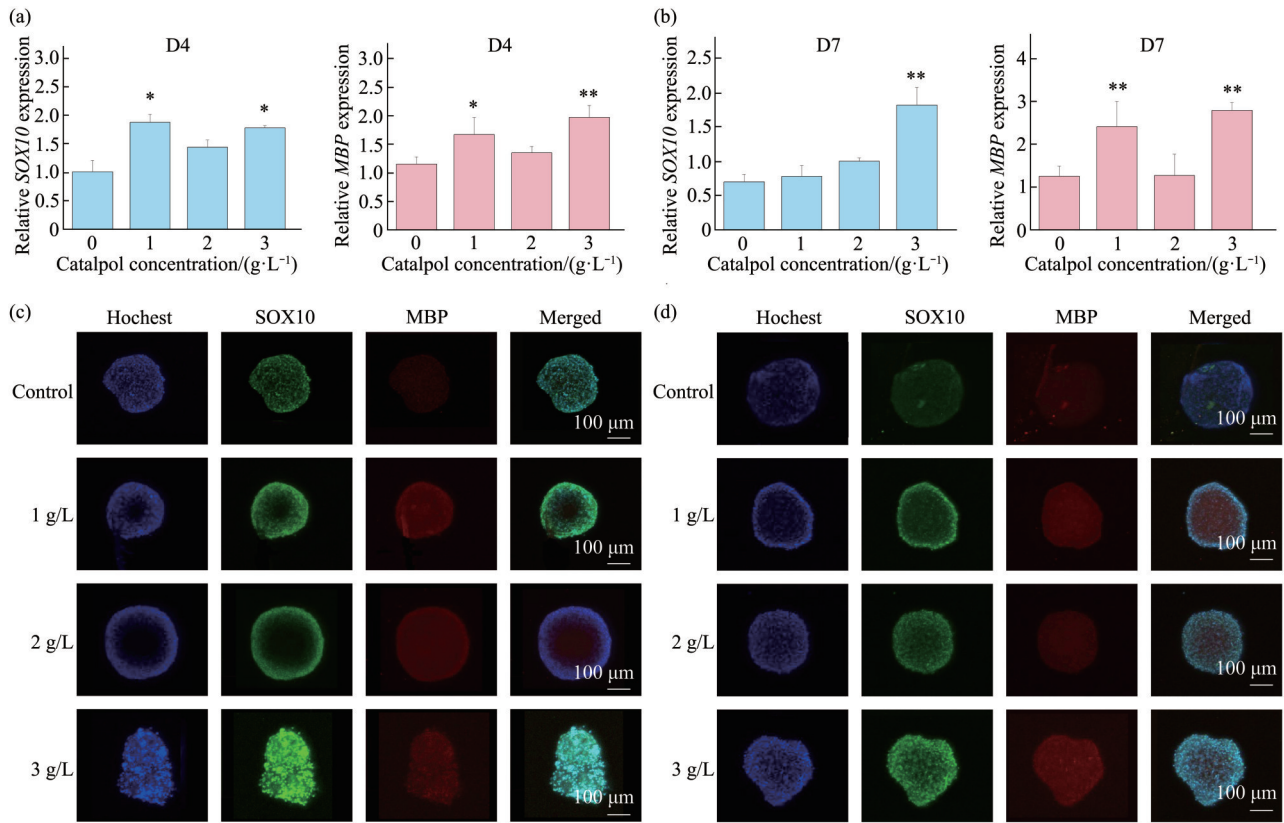 (a)
D4
Relative SOX10 expression
3.0
2.5
2.0
1.5
1.0
0.5
0
*
*
0 1 2 3
Catalpol concentration/(g·L⁻¹)
D4
Relative MBP expression
3.0
2.5
2.0
1.5
1.0
0.5
0
*
**
0 1 2 3
Catalpol concentration/(g·L⁻¹)
(b)
D7
Relative SOX10 expression
2.5
2.0
1.5
1.0
0.5
0
**
0 1 2 3
Catalpol concentration/(g·L⁻¹)
D7
Relative MBP expression
4
3
2
1
0
**
**
0 1 2 3
Catalpol concentration/(g·L⁻¹)
(c)
Hochest SOX10 MBP Merged
Control
100 μm
1 g/L
100 μm
2 g/L
100 μm
3 g/L
100 μm
(d)
Hochest SOX10 MBP Merged
Control
100 μm
1 g/L
100 μm
2 g/L
100 μm
3 g/L
100 μm